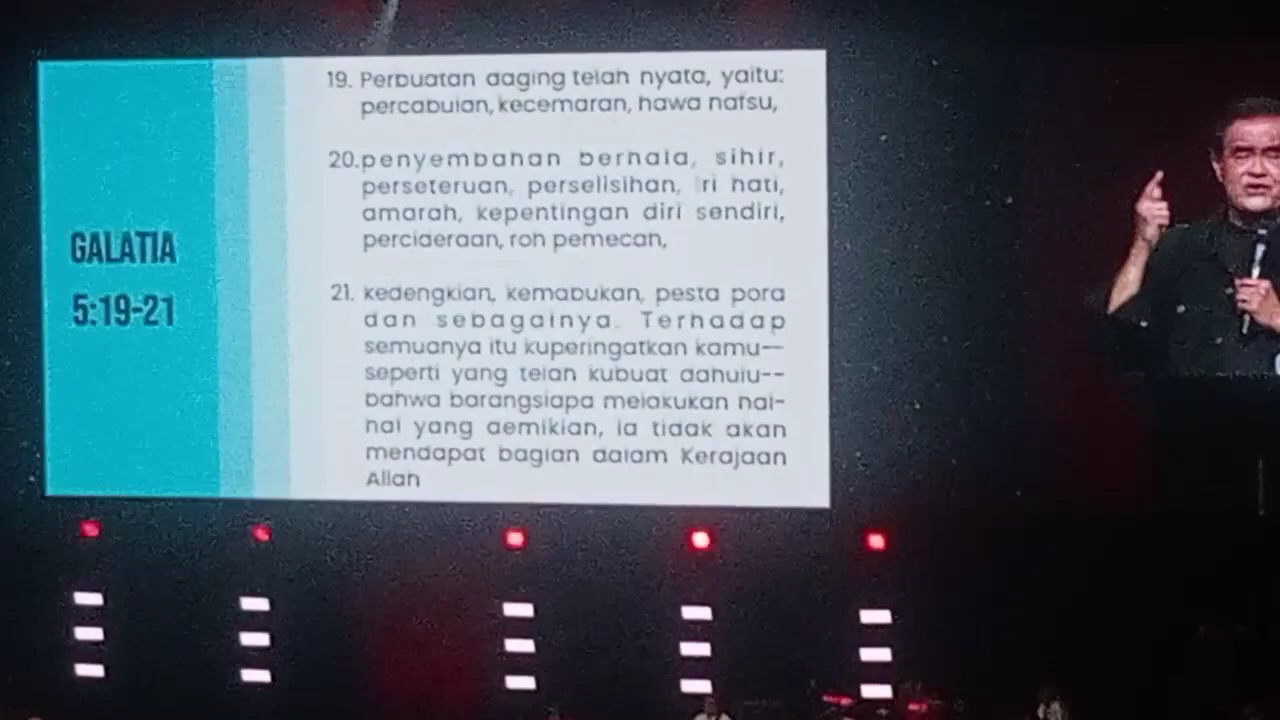 GALATIA
5:19-21
19. Perbuatan daging telah nyata, yaitu:
percabulan, kecemaran, hawa nafsu,
20.penyembahan berhala, sihir,
perseteruan, perselisihan, iri hati,
amarah, kepentingan diri sendiri,
percideraan, roh pemecah,
21. kedengkian, kemabukan, pesta pora
dan sebagainya. Terhadap
semuanya itu kuperingatkan kamu--
seperti yang telah kubuat dahulu--
bahwa barangsiapa melakukan hal-
hal yang demikian, ia tidak akan
mendapat bagian dalam Kerajaan
Allah